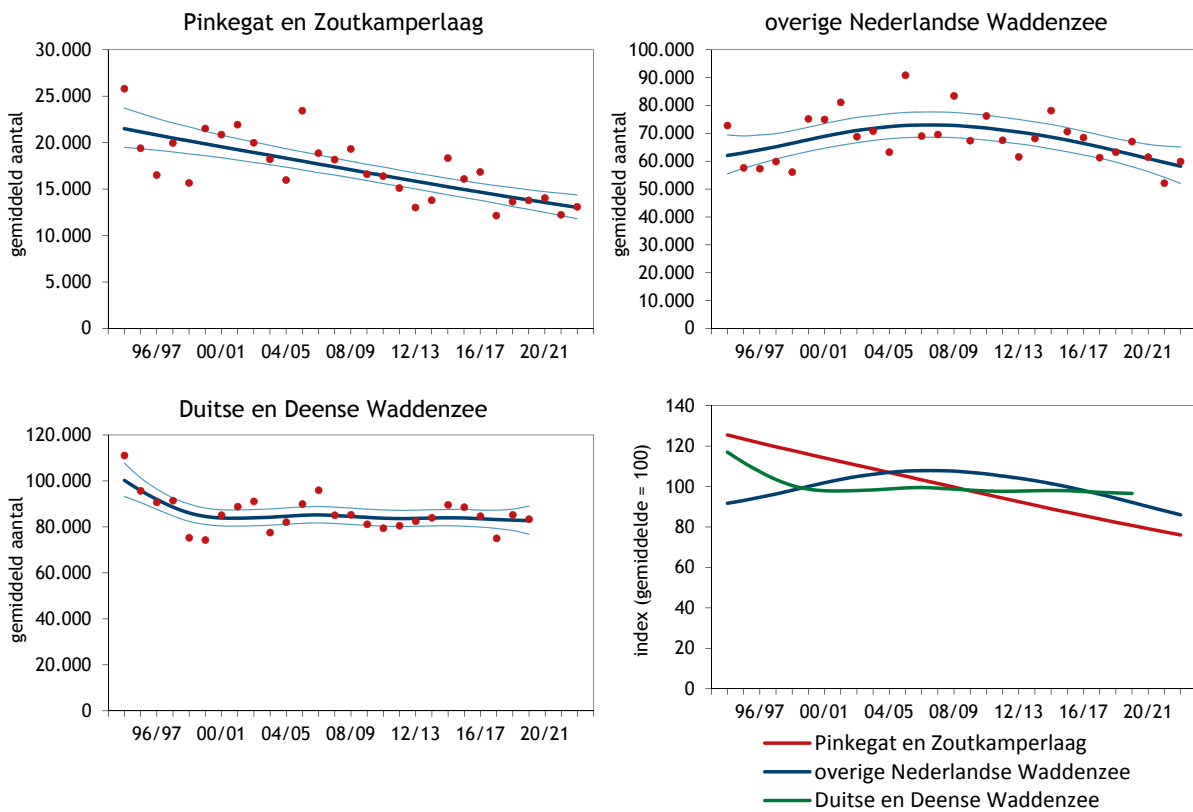 Pinkegat en Zoutkamperlaag
gemiddeld aantal
30.000
25.000
20.000
15.000
10.000
5.000
0
96/97 00/01 04/05 08/09 12/13 16/17 20/21
overige Nederlandse Waddenzee
gemiddeld aantal
100.000
90.000
80.000
70.000
60.000
50.000
40.000
30.000
20.000
10.000
0
96/97 00/01 04/05 08/09 12/13 16/17 20/21
Duitse en Deense Waddenzee
gemiddeld aantal
120.000
100.000
80.000
60.000
40.000
20.000
0
96/97 00/01 04/05 08/09 12/13 16/17 20/21
index (gemiddelde = 100)
140
120
100
80
60
40
20
0
96/97 00/01 04/05 08/09 12/13 16/17 20/21
Pinkegat en Zoutkamperlaag
overige Nederlandse Waddenzee
Duitse en Deense Waddenzee